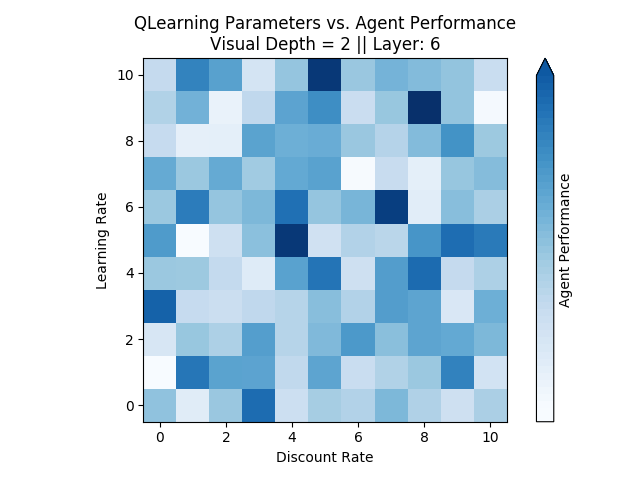 QLearning Parameters vs. Agent Performance
Visual Depth = 2 || Layer: 6
10
8
6
4
2
0
Learning Rate
0 2 4 6 8 10
Discount Rate
Agent Performance